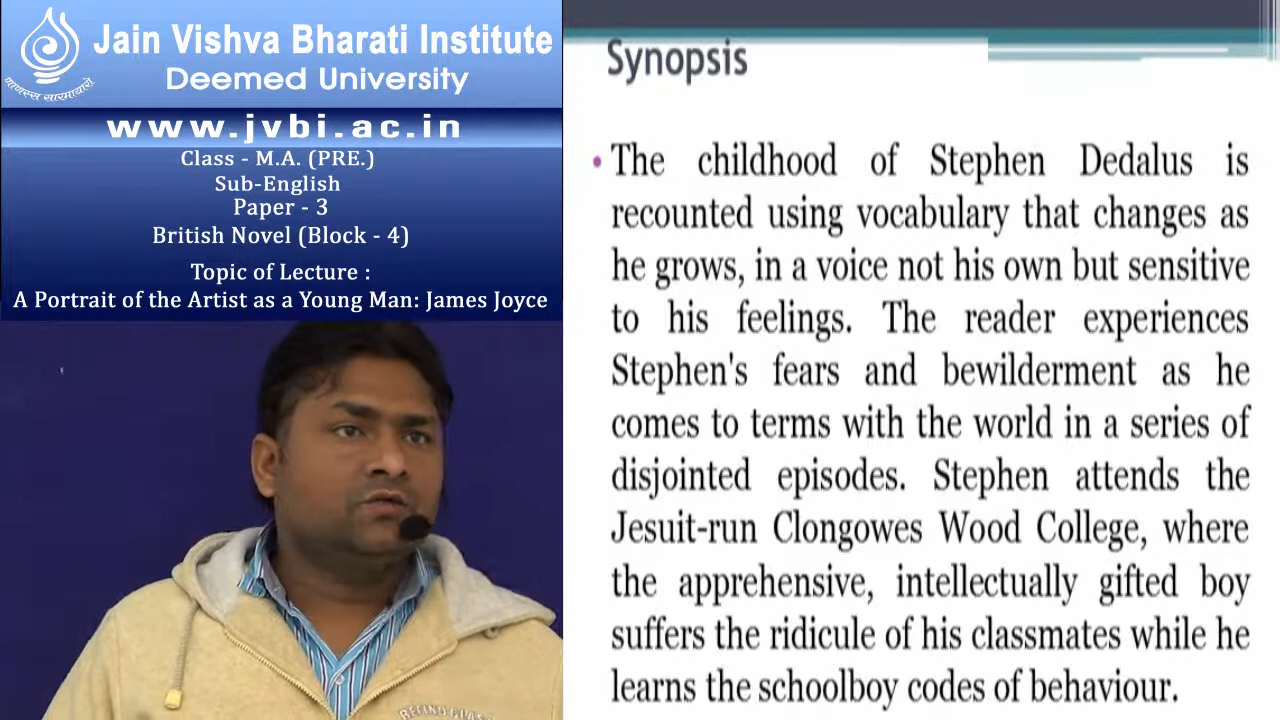 Jain Vishva Bharati Institute
Deemed University
www.jvbi.ac.in
Class - M.A. (PRE.)
Sub-English
Paper - 3
British Novel (Block - 4)
Topic of Lecture :
A Portrait of the Artist as a Young Man: James Joyce
Synopsis
• The childhood of Stephen Dedalus is
recounted using vocabulary that changes as
he grows, in a voice not his own but sensitive
to his feelings. The reader experiences
Stephen's fears and bewilderment as he
comes to terms with the world in a series of
disjointed episodes. Stephen attends the
Jesuit-run Clongowes Wood College, where
the apprehensive, intellectually gifted boy
suffers the ridicule of his classmates while he
learns the schoolboy codes of behaviour.